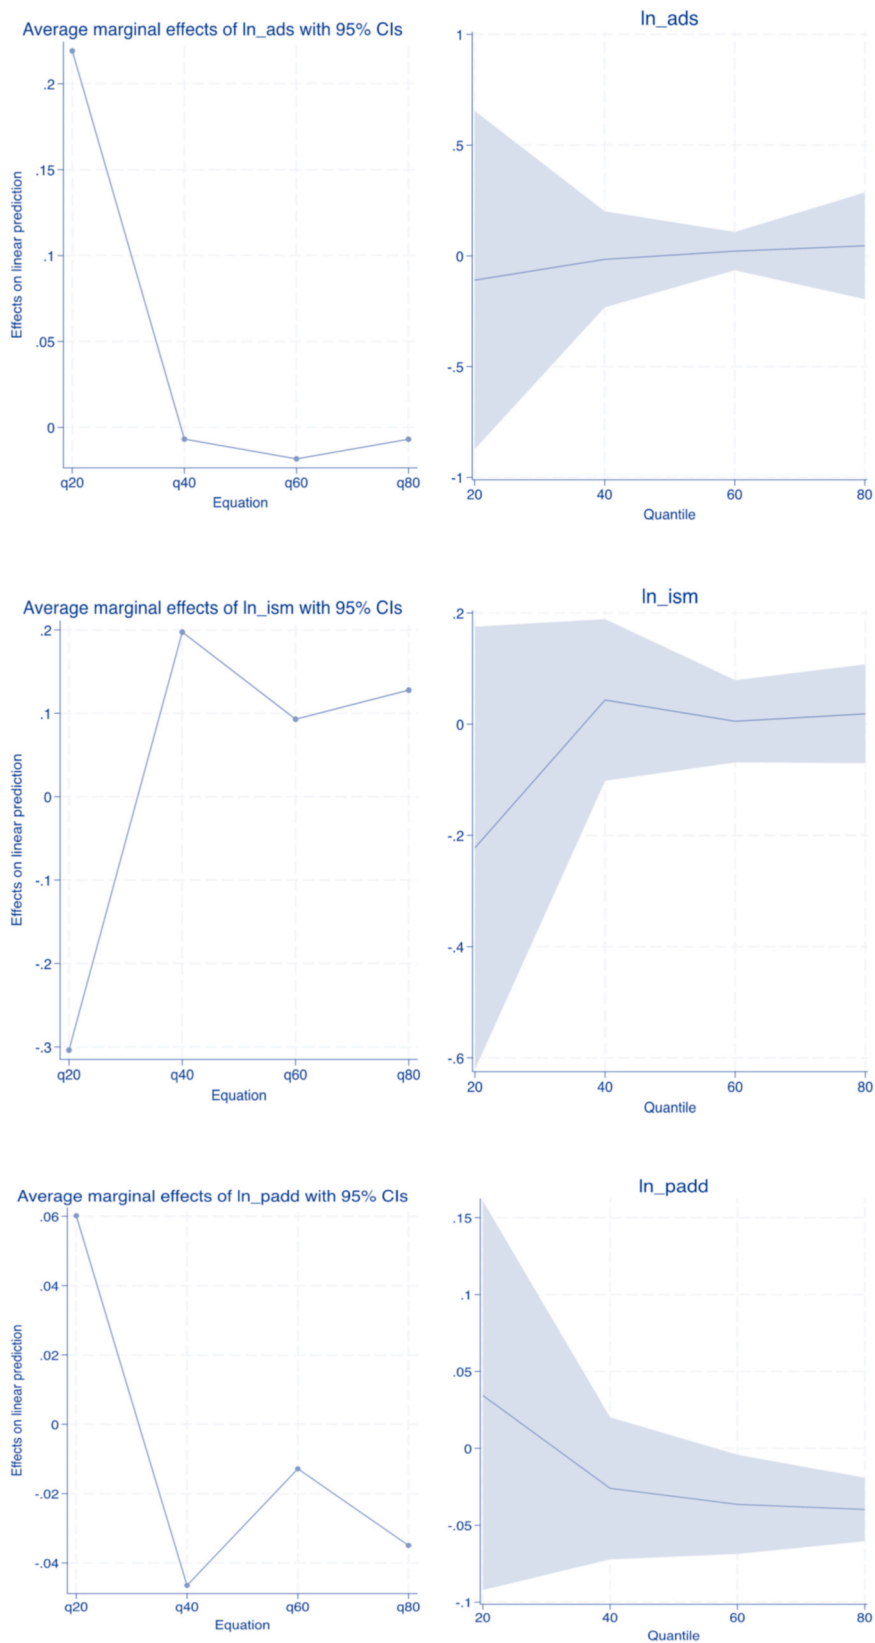 Average marginal effects of ln_ads with 95% CIs
Effects on linear prediction
.2
.15
.1
.05
0
q20 q40 q60 q80
Equation
ln_ads
1
.5
0
-.5
-1
20 40 60 80
Quantile
Average marginal effects of ln_ism with 95% CIs
Effects on linear prediction
.2
.1
0
-.1
-.2
-.3
q20 q40 q60 q80
Equation
ln_ism
.2
0
-.2
-.4
-.6
20 40 60 80
Quantile
Average marginal effects of ln_padd with 95% CIs
Effects on linear prediction
.06
.04
.02
0
-.02
-.04
q20 q40 q60 q80
Equation
ln_padd
.15
.1
.05
0
-.05
-.1
20 40 60 80
Quantile